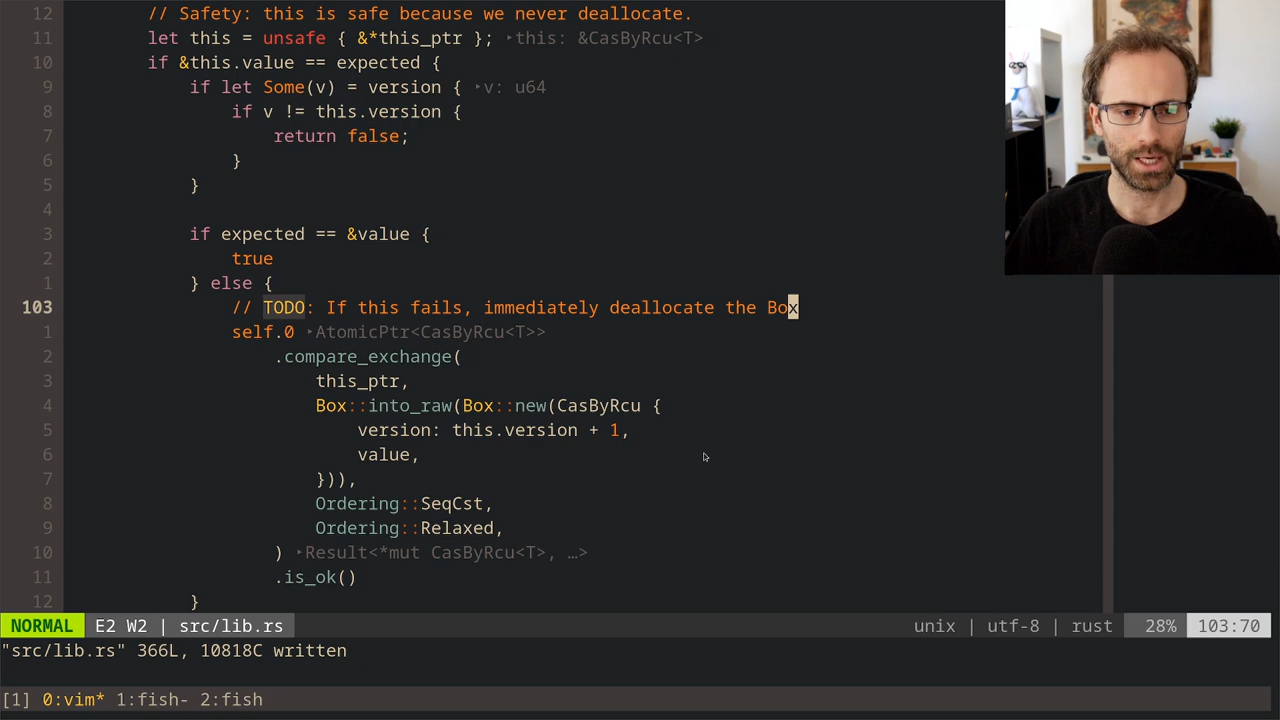 12 // Safety: this is safe because we never deallocate.
11 let this = unsafe { &*this_ptr }; ‣this: &CasByRcu<T>
10 if &this.value == expected {
9 if let Some(v) = version { ‣v: u64
8 if v != this.version {
7 return false;
6 }
5 }
4
3 if expected == &value {
2 true
1 } else {
103 // TODO: If this fails, immediately deallocate the Box
1 self.0 ‣AtomicPtr<CasByRcu<T>>
2 .compare_exchange(
3 this_ptr,
4 Box::into_raw(Box::new(CasByRcu {
5 version: this.version + 1,
6 value,
7 })),
8 Ordering::SeqCst,
9 Ordering::Relaxed,
10 ) ‣Result<*mut CasByRcu<T>, …>
11 .is_ok()
12 }
NORMAL E2 W2 | src/lib.rs unix | utf-8 | rust 28% 103:70
"src/lib.rs" 366L, 10818C written
[1] 0:vim* 1:fish- 2:fish